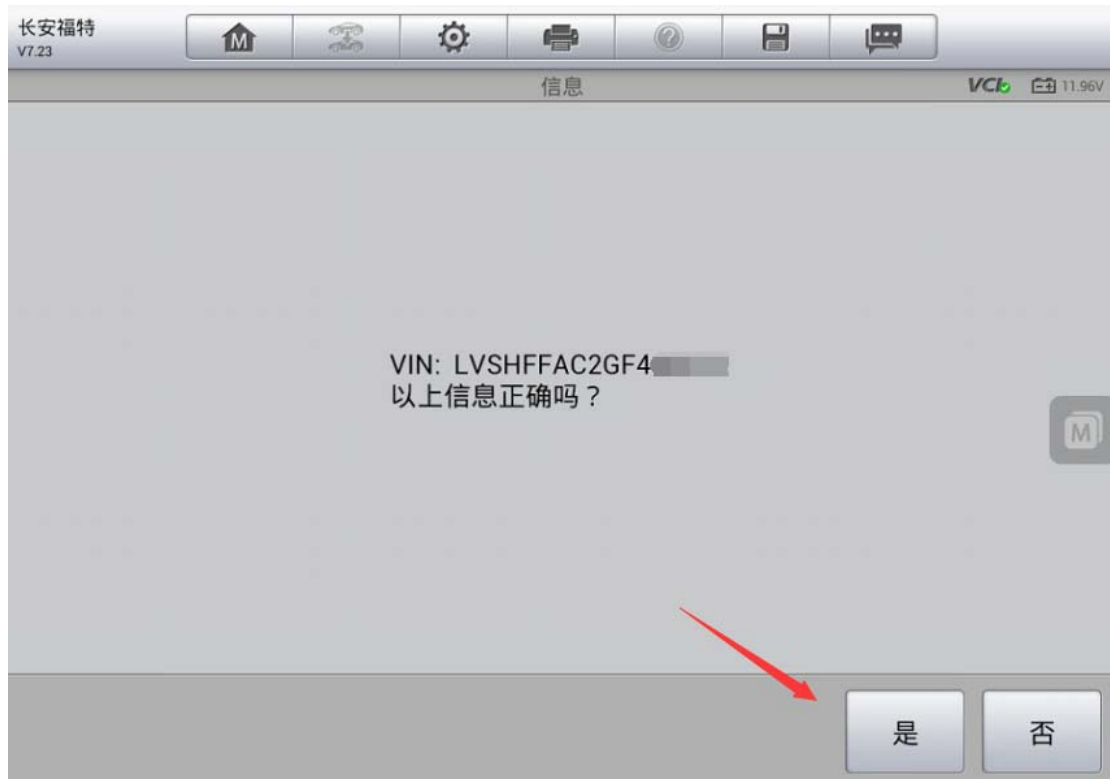 长安福特
V7.23
M
信息
VCI
11.96V
VIN: LVSHFFAC2GF4
以上信息正确吗？
M
是
否